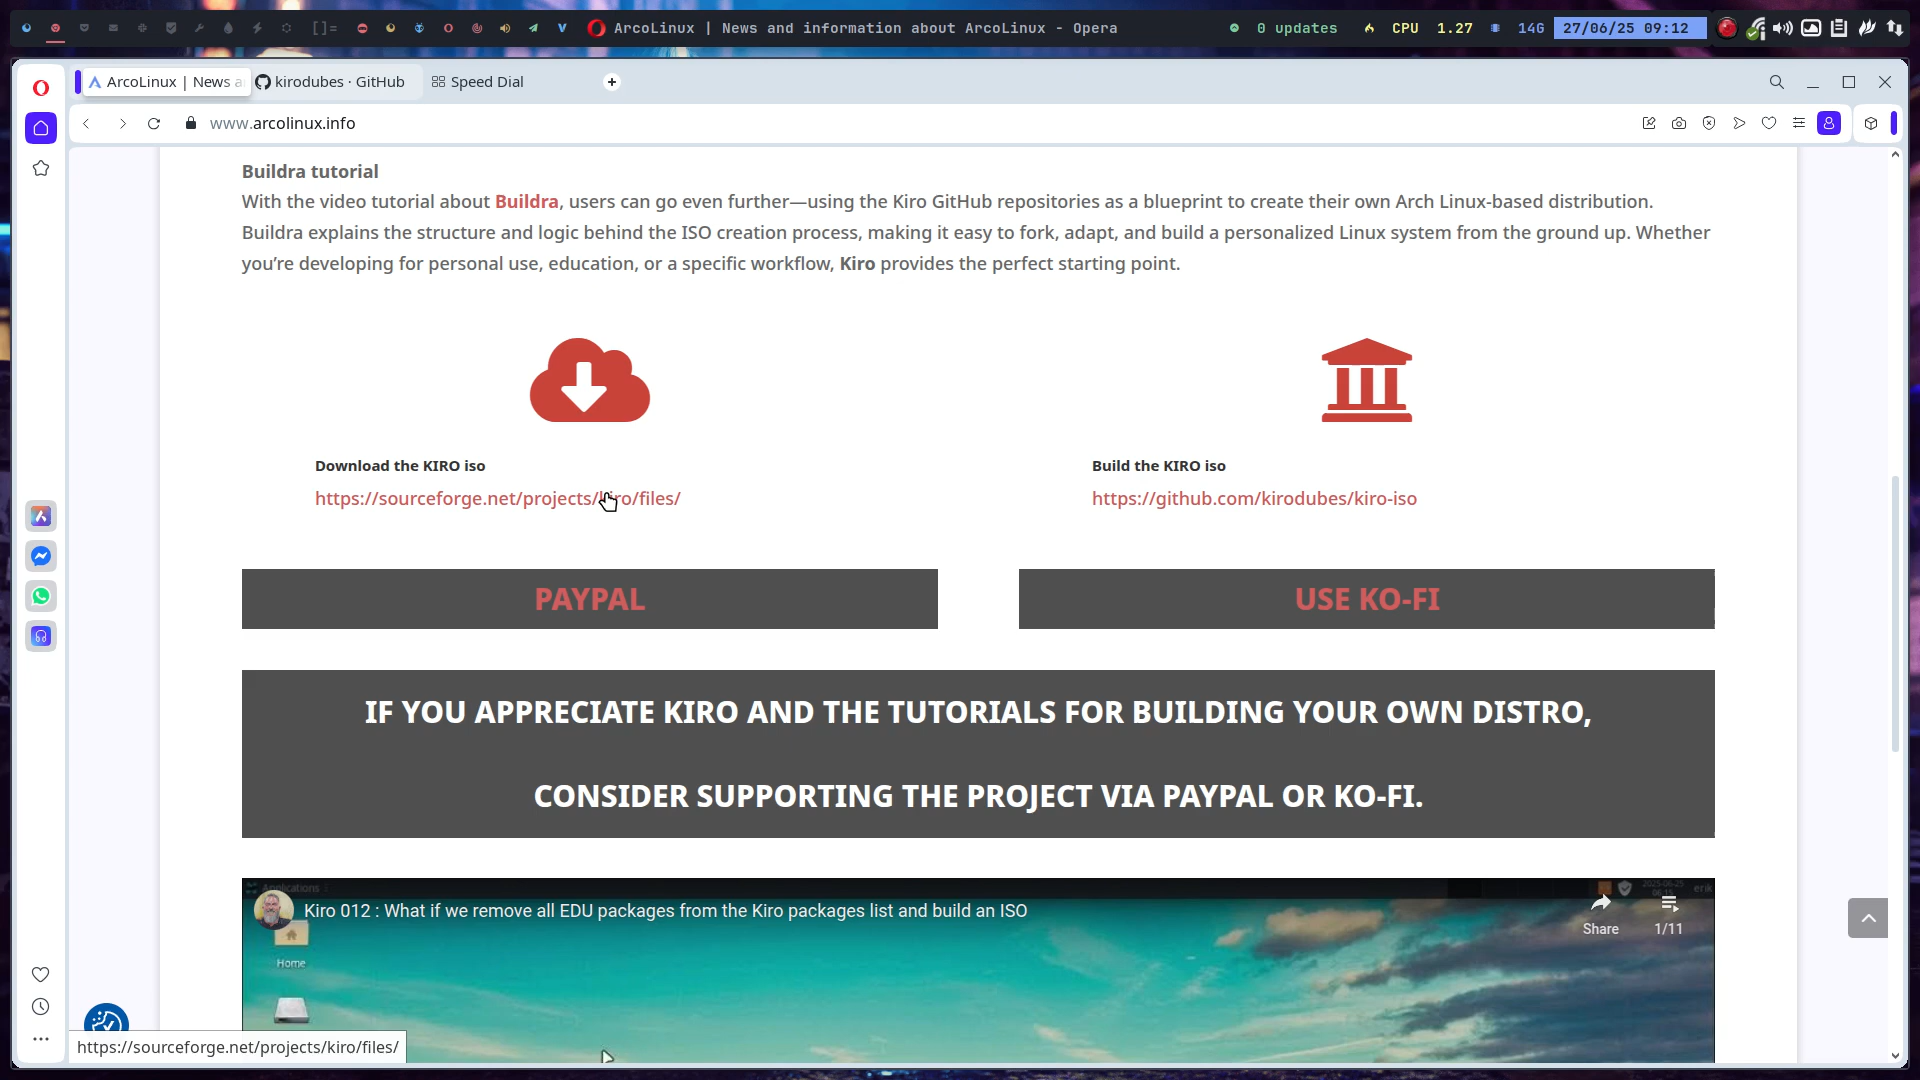 []=
ArcoLinux | News and information about ArcoLinux - Opera
0 updates
CPU 1.27
14G
27/06/25 09:12
ArcoLinux | News a
kirodubes · GitHub
Speed Dial
www.arcolinux.info
Buildra tutorial
With the video tutorial about Buildra, users can go even further—using the Kiro GitHub repositories as a blueprint to create their own Arch Linux-based distribution.
Buildra explains the structure and logic behind the ISO creation process, making it easy to fork, adapt, and build a personalized Linux system from the ground up. Whether
you’re developing for personal use, education, or a specific workflow, Kiro provides the perfect starting point.
Download the KIRO iso
https://sourceforge.net/projects/kiro/files/
Build the KIRO iso
https://github.com/kirodubes/kiro-iso
PAYPAL
USE KO-FI
IF YOU APPRECIATE KIRO AND THE TUTORIALS FOR BUILDING YOUR OWN DISTRO,
CONSIDER SUPPORTING THE PROJECT VIA PAYPAL OR KO-FI.
Applications
erik
Kiro 012 : What if we remove all EDU packages from the Kiro packages list and build an ISO
Share
1/11
Home
https://sourceforge.net/projects/kiro/files/